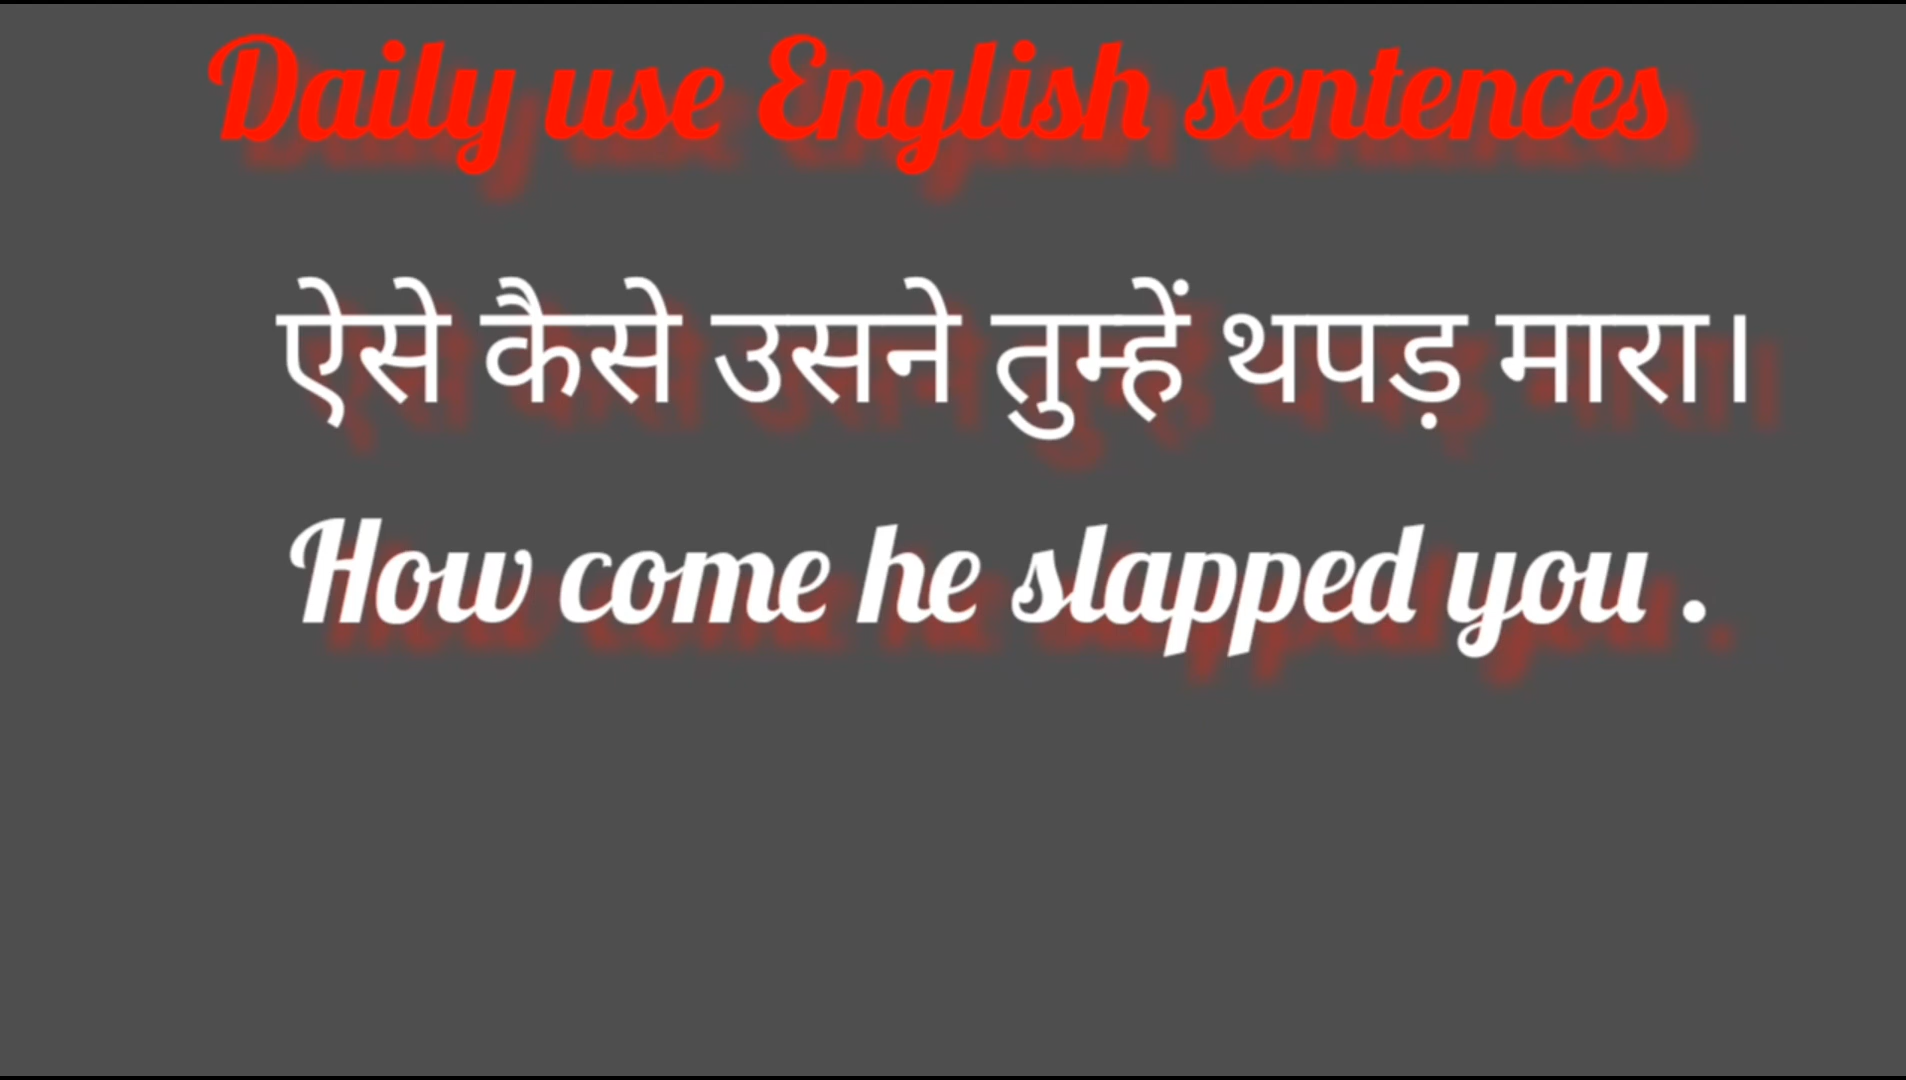 Daily use English sentences
ऐसे कैसे उसने तुम्हें थपड़ मारा।
How come he slapped you .